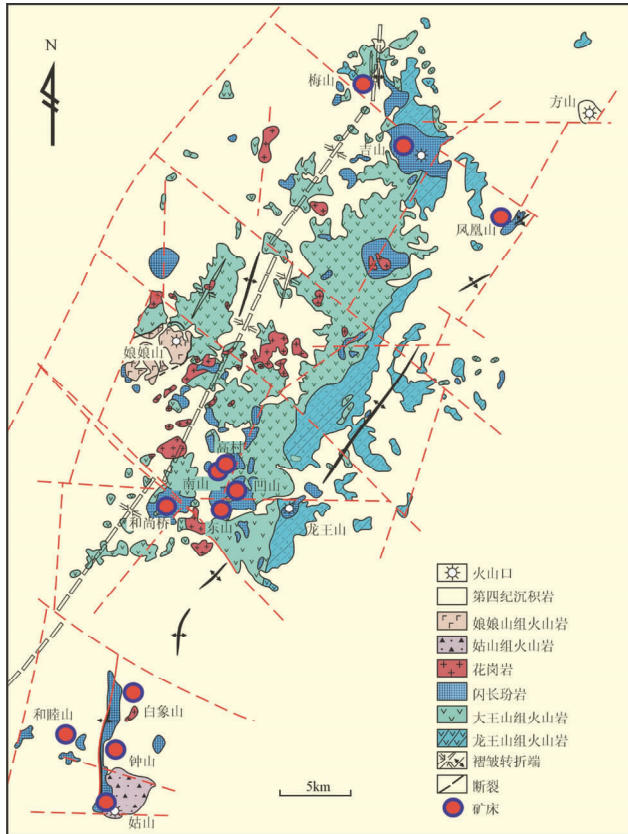 N
梅山
方山
吉山
凤凰山
娘娘山
高村
南山
凹山
和尚桥
东山
龙王山
火山口
第四纪沉积岩
娘娘山组火山岩
姑山组火山岩
花岗岩
闪长玢岩
大王山组火山岩
龙王山组火山岩
褶皱转折端
断裂
矿床
和睦山
白象山
钟山
姑山
5km